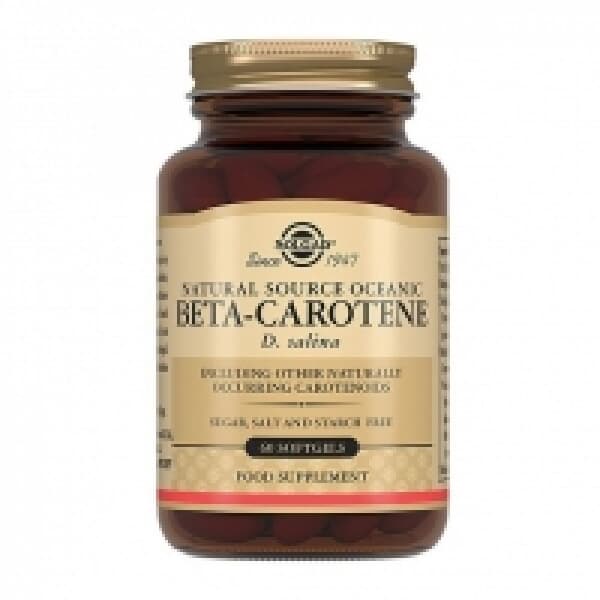 SOLGAR®
Since 1947
NATURAL SOURCE OCEANIC
BETA-CAROTENE
D. salina
INCLUDING OTHER NATURALLY
OCCURRING CAROTENOIDS
SUGAR, SALT AND STARCH FREE
60 SOFTGELS
FOOD SUPPLEMENT